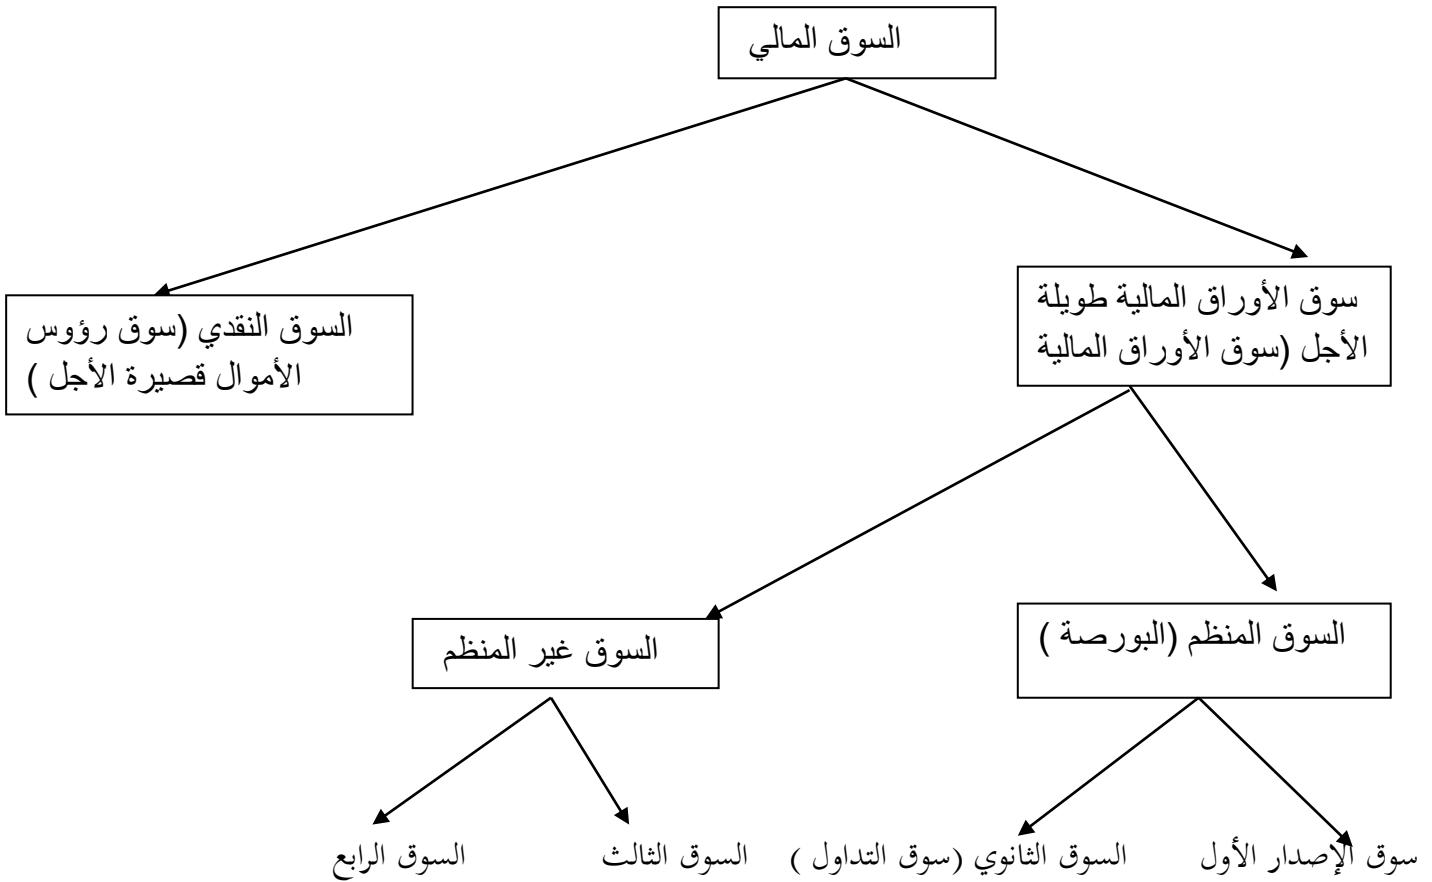 السوق المالي
سوق الأوراق المالية طويلة
الأجل (سوق الأوراق المالية
السوق النقدي (سوق رؤوس
الأموال قصيرة الأجل )
السوق المنظم (البورصة )
السوق غير المنظم
سوق الإصدار الأول
السوق الثانوي (سوق التداول )
السوق الثالث
السوق الرابع